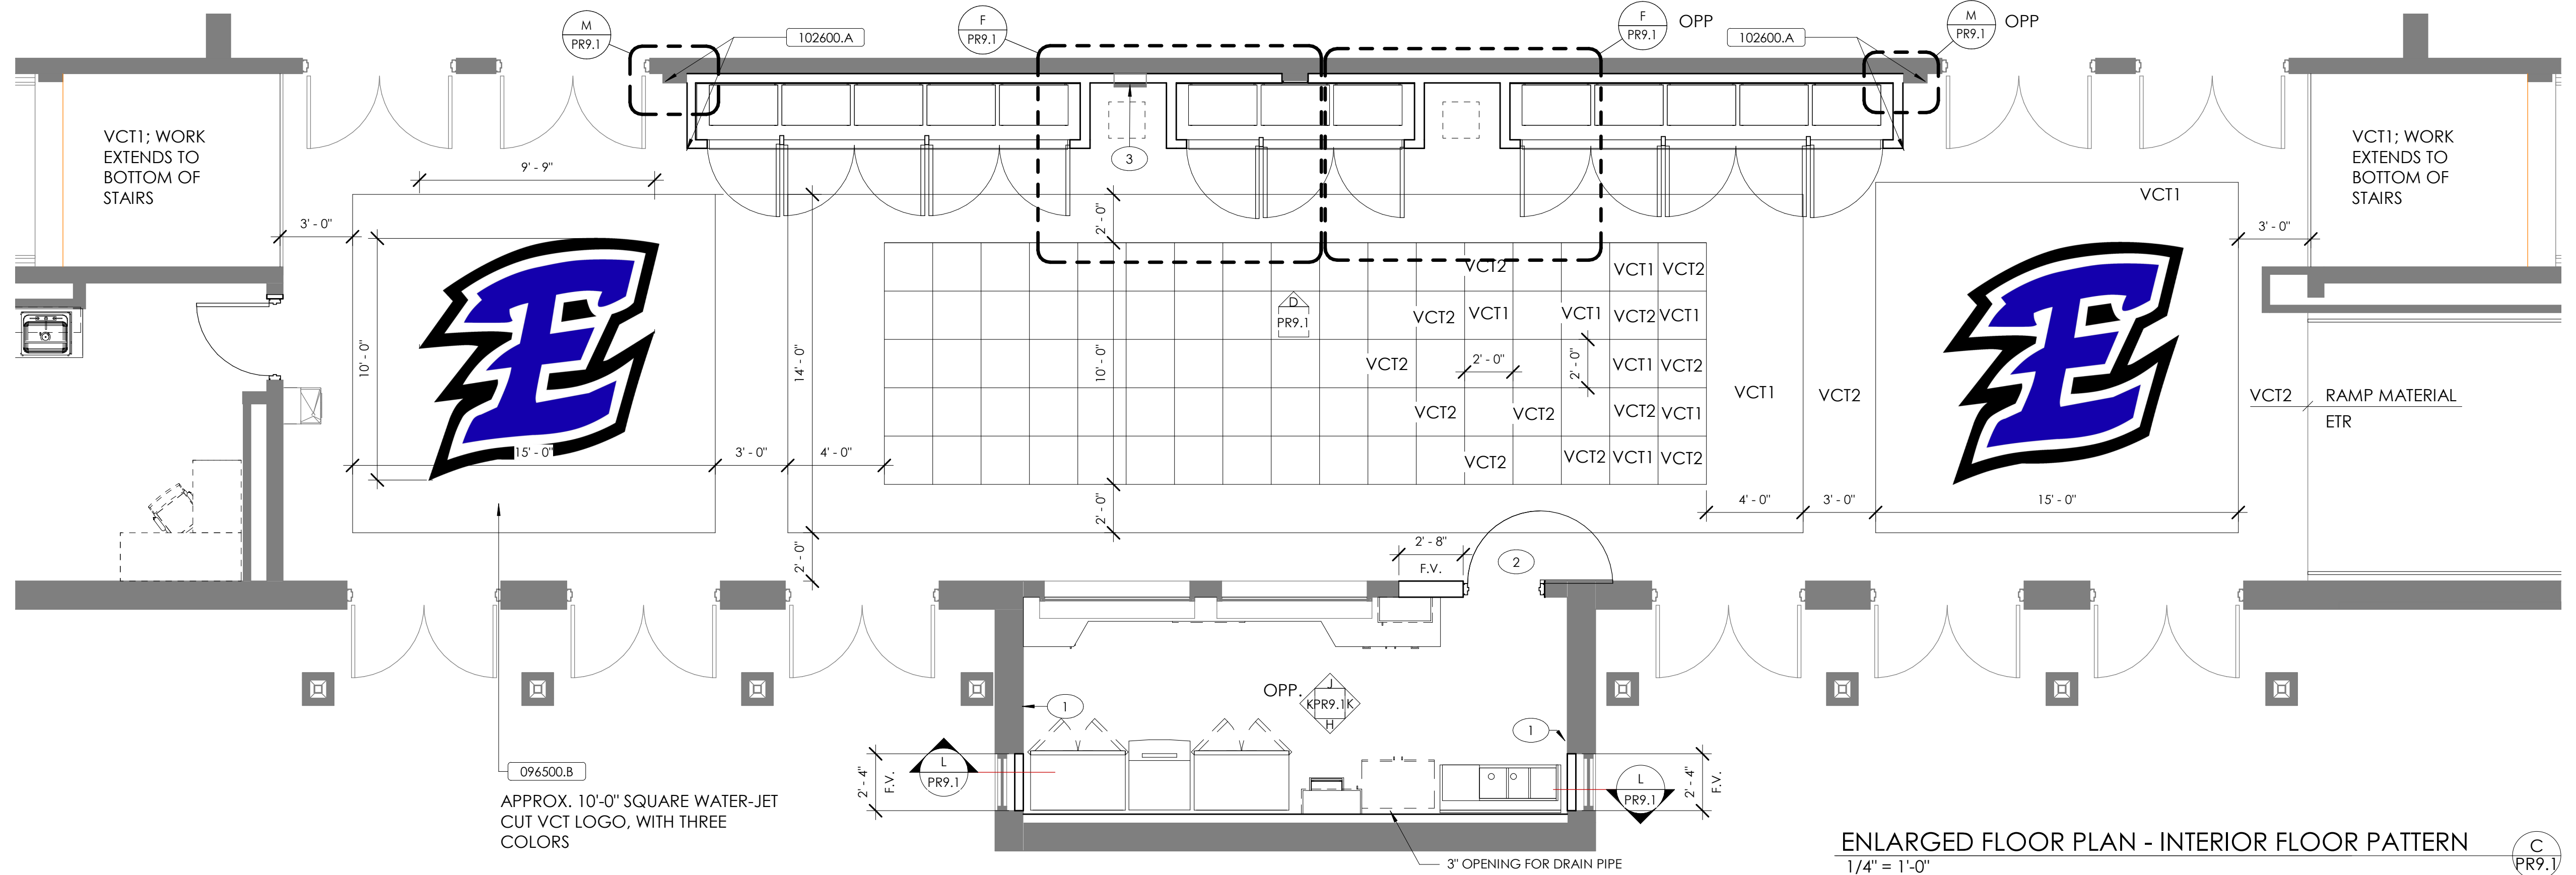 M
PR9.1
102600.A
F
PR9.1
F
PR9.1
OPP
102600.A
M
PR9.1
OPP
VCT1; WORK
EXTENDS TO
BOTTOM OF
STAIRS
9' - 9"
3
VCT1; WORK
EXTENDS TO
BOTTOM OF
STAIRS
VCT1
3' - 0"
2' - 0"
3' - 0"
VCT2
VCT1 VCT2
D
PR9.1
VCT2
VCT1
VCT1
VCT2 VCT1
10' - 0"
14' - 0"
10' - 0"
VCT2
2' - 0"
2' - 0"
VCT1 VCT2
VCT1
VCT2
VCT2
RAMP MATERIAL
ETR
VCT2
VCT2
VCT2 VCT1
15' - 0"
3' - 0"
4' - 0"
VCT2
VCT2 VCT1 VCT2
2' - 0"
4' - 0"
3' - 0"
15' - 0"
2' - 0"
2' - 8"
F.V.
2
OPP.
J
KPR9.1K
H
1
1
L
PR9.1
2' - 4"
F.V.
L
PR9.1
2' - 4"
F.V.
096500.B
APPROX. 10'-0" SQUARE WATER-JET
CUT VCT LOGO, WITH THREE
COLORS
3" OPENING FOR DRAIN PIPE
ENLARGED FLOOR PLAN - INTERIOR FLOOR PATTERN
1/4" = 1'-0"
C
PR9.1
E
E